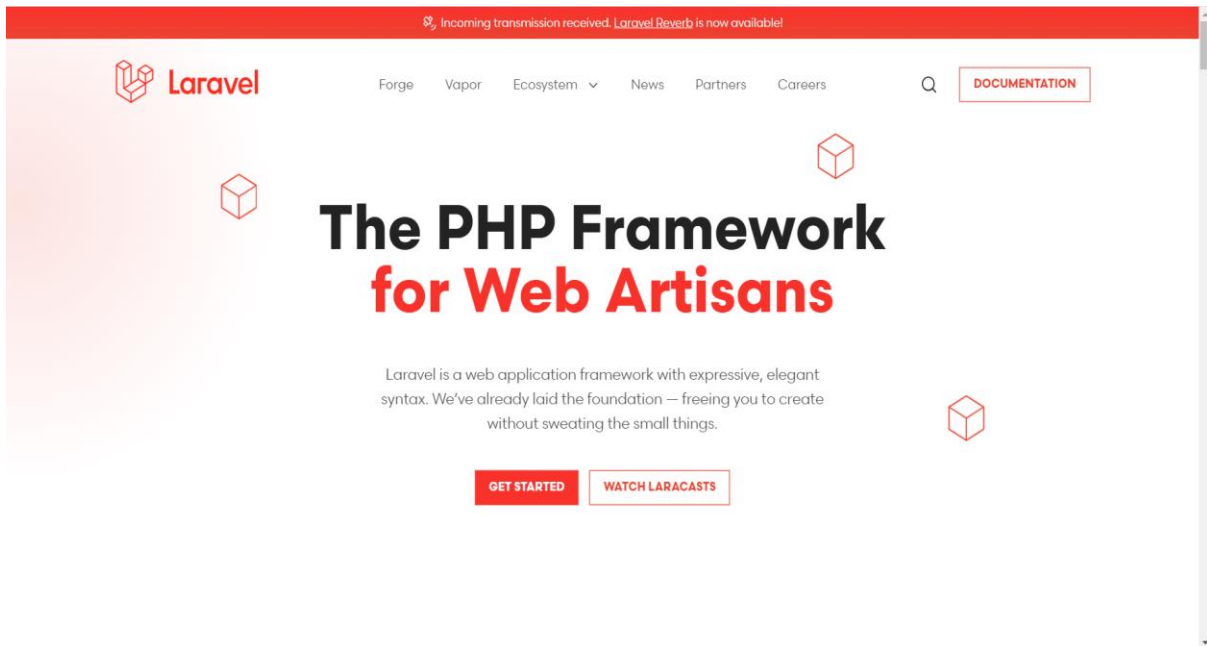 Incoming transmission received. Laravel Reverb is now available!
Laravel
Forge
Vapor
Ecosystem
News
Partners
Careers
DOCUMENTATION
The PHP Framework
for Web Artisans
Laravel is a web application framework with expressive, elegant
syntax. We've already laid the foundation — freeing you to create
without sweating the small things.
GET STARTED
WATCH LARACASTS